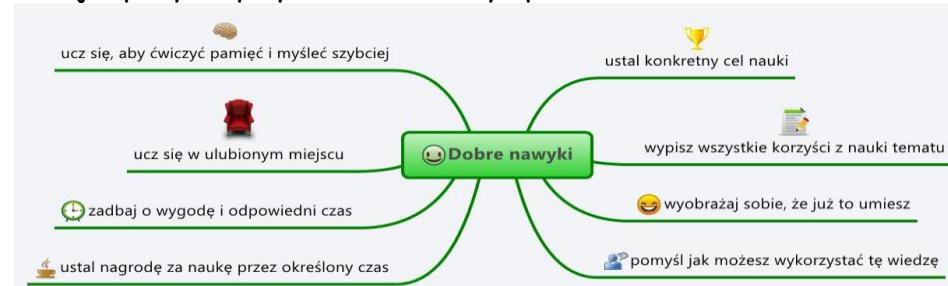 ucz się, aby ćwiczyć pamięć i myśleć szybciej
ucz się w ulubionym miejscu
zadbaj o wygodę i odpowiedni czas
ustal nagrodę za naukę przez określony czas
Dobre nawyki
ustal konkretny cel nauki
wypisz wszystkie korzyści z nauki tematu
wyobrażaj sobie, że już to umiesz
pomyśl jak możesz wykorzystać tę wiedzę